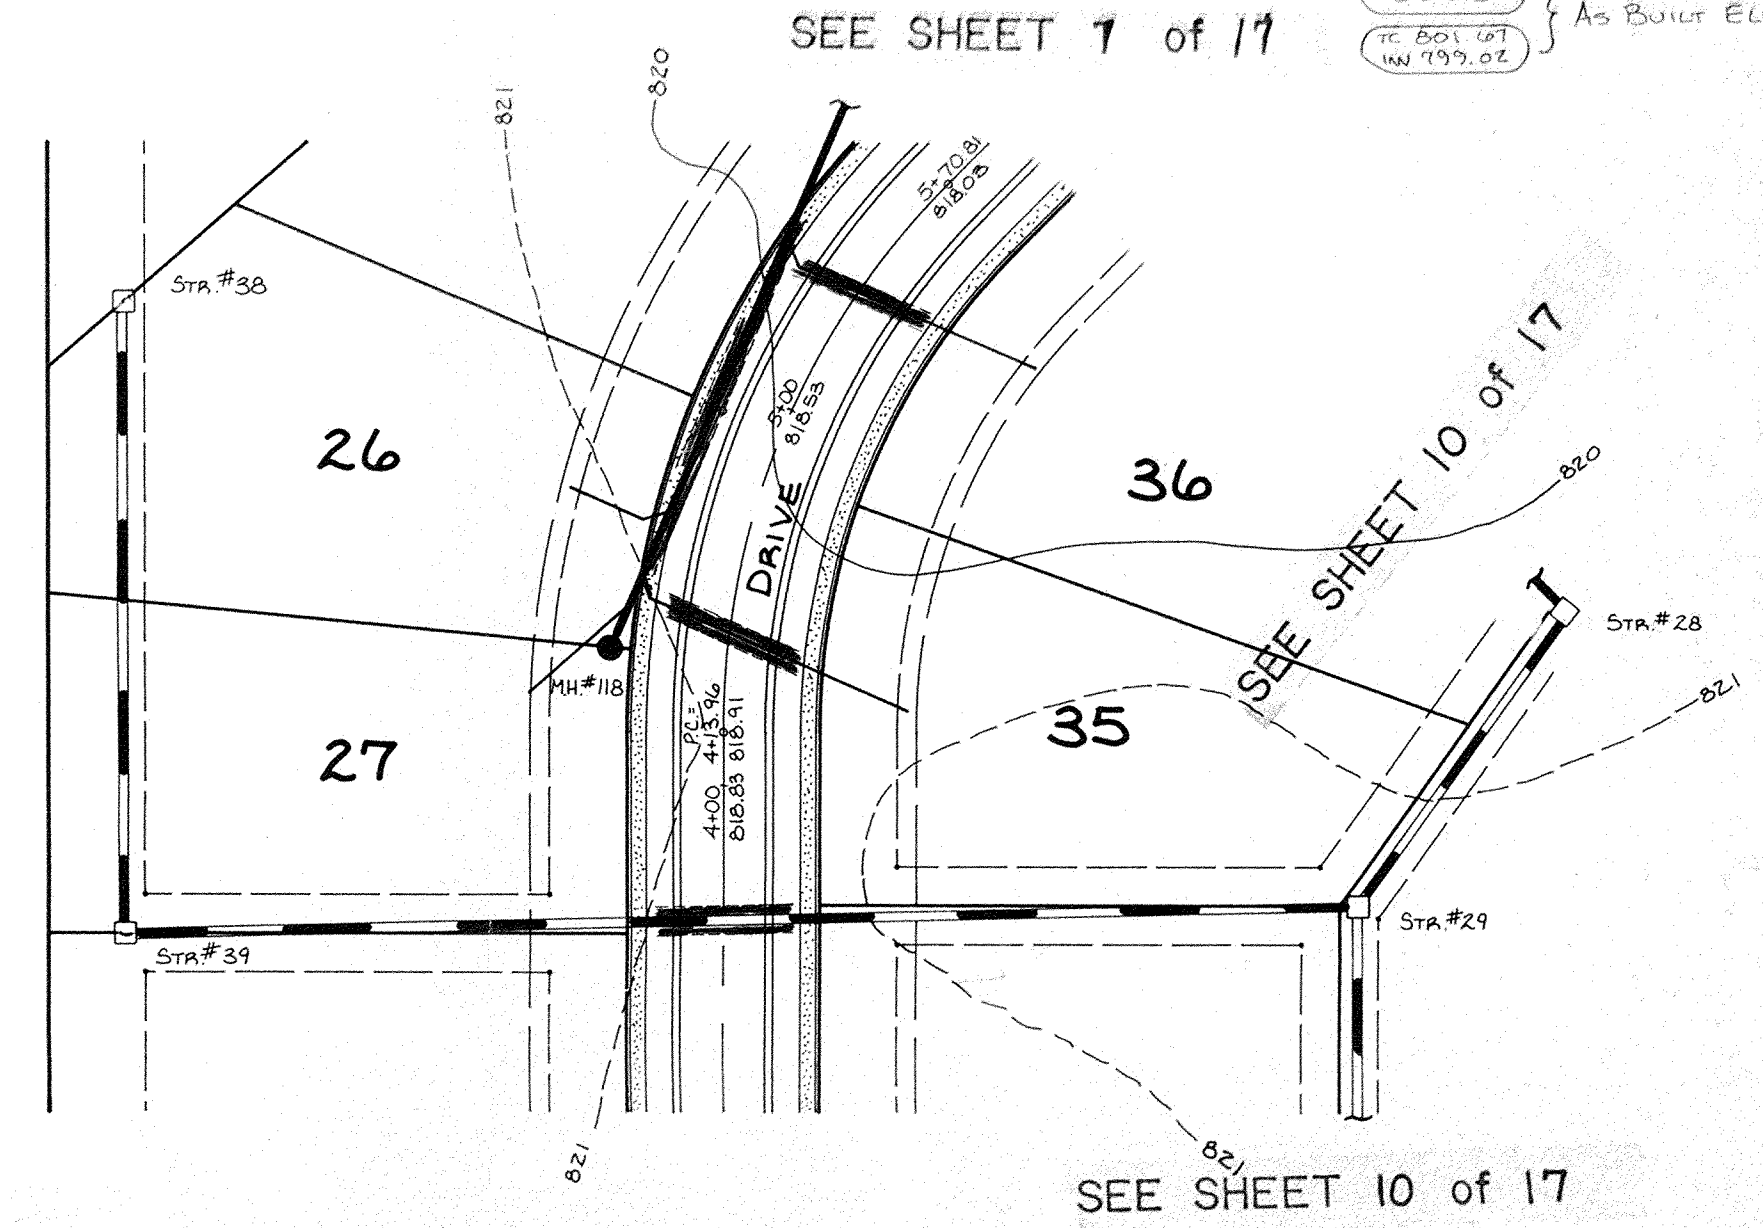 SEE SHEET 7 of 17
AS BUILT EL
TC 801.67
INV 799.02
821
820
5+70.81
818.03
STR.#38
SEE SHEET 10 of 17
5+00
818.53
26
36
820
DRIVE
STR.#28
M.H.#118
821
P.C.=
4+00 4+13.96
818.83 818.91
35
27
STR.#29
STR.#39
821
821
SEE SHEET 10 of 17